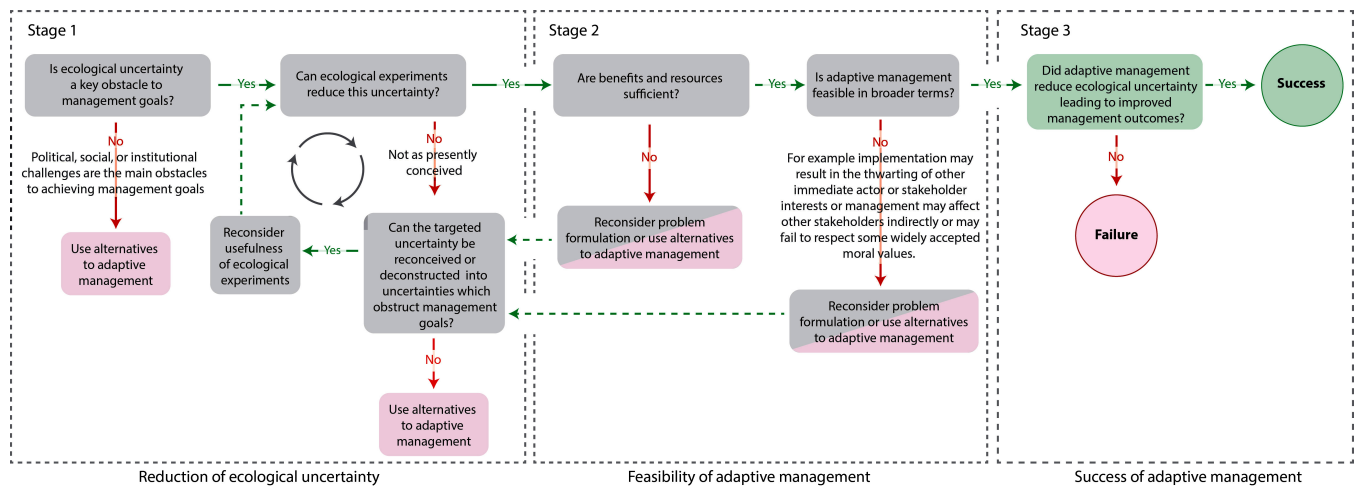 Stage 1
Is ecological uncertainty
a key obstacle to
management goals?
Yes
Can ecological experiments
reduce this uncertainty?
Yes
No
Political, social, or institutional
challenges are the main obstacles
to achieving management goals
Use alternatives
to adaptive
management
No
Not as presently
conceived
Can the targeted
uncertainty be
reconceived or
deconstructed into
uncertainties which
obstruct management
goals?
Yes
Reconsider
usefulness
of ecological
experiments
No
Use alternatives
to adaptive
management
Reduction of ecological uncertainty
Stage 2
Are benefits and resources
sufficient?
Yes
Is adaptive management
feasible in broader terms?
Yes
No
Reconsider problem
formulation or use alternatives
to adaptive management
No
For example implementation may
result in the thwarting of other
immediate actor or stakeholder
interests or management may affect
other stakeholders indirectly or may
fail to respect some widely accepted
moral values.
Reconsider problem
formulation or use alternatives
to adaptive management
Feasibility of adaptive management
Stage 3
Did adaptive management
reduce ecological uncertainty
leading to improved
management outcomes?
Yes
Success
No
Failure
Success of adaptive management